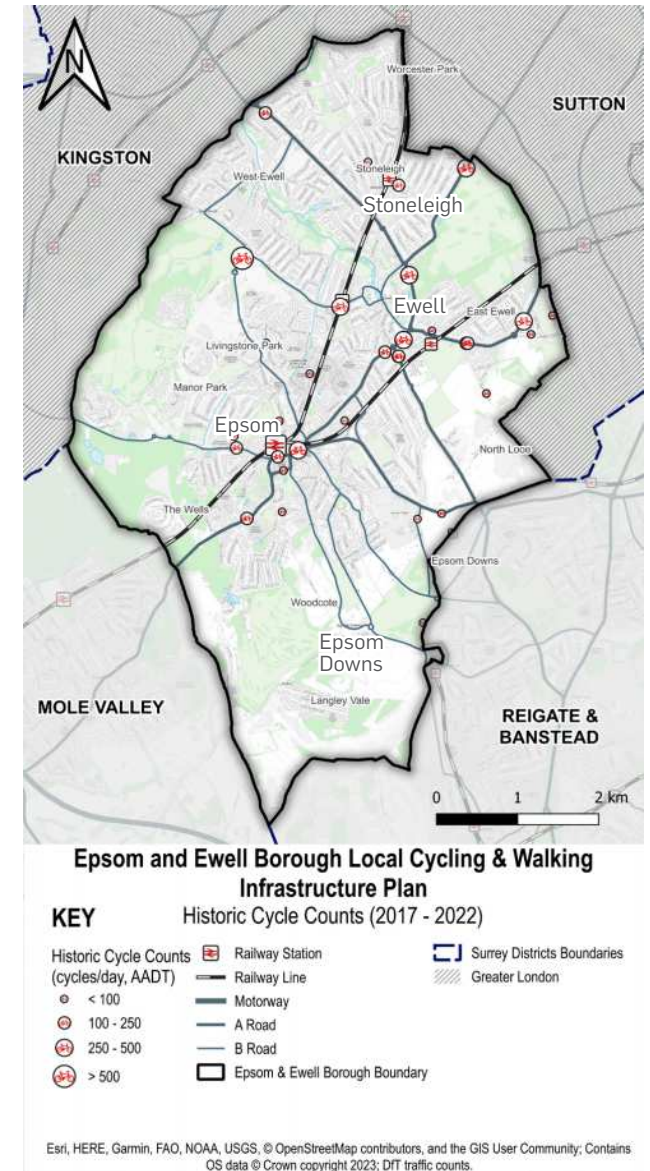 N
Worcester Park
SUTTON
KINGSTON
Stoneleigh
West Ewell
Stoneleigh
Ewell
East Ewell
Livingstone Park
Manor Park
Epsom
North Looe
The Wells
Epsom Downs
Woodcote
Epsom
Downs
Langley Vale
MOLE VALLEY
REIGATE &
BANSTEAD
0 1 2 km
Epsom and Ewell Borough Local Cycling & Walking
Infrastructure Plan
KEY
Historic Cycle Counts (2017 - 2022)
Historic Cycle Counts
(cycles/day, AADT)
< 100
100 - 250
250 - 500
> 500
Railway Station
Railway Line
Motorway
A Road
B Road
Epsom & Ewell Borough Boundary
Surrey Districts Boundaries
Greater London
Esri, HERE, Garmin, FAO, NOAA, USGS, © OpenStreetMap contributors, and the GIS User Community; Contains
OS data © Crown copyright 2023; DfT traffic counts.